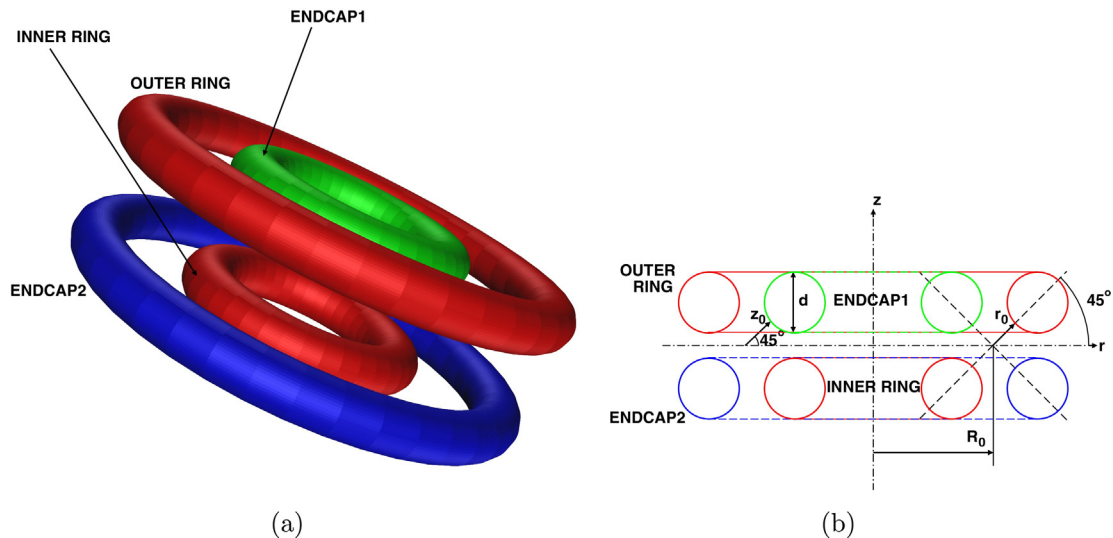 ENDCAP1
INNER RING
OUTER RING
ENDCAP2
(a)
z
OUTER
RING
d
ENDCAP1
z₀
45°
r₀
45°
r
INNER RING
ENDCAP2
R₀
(b)